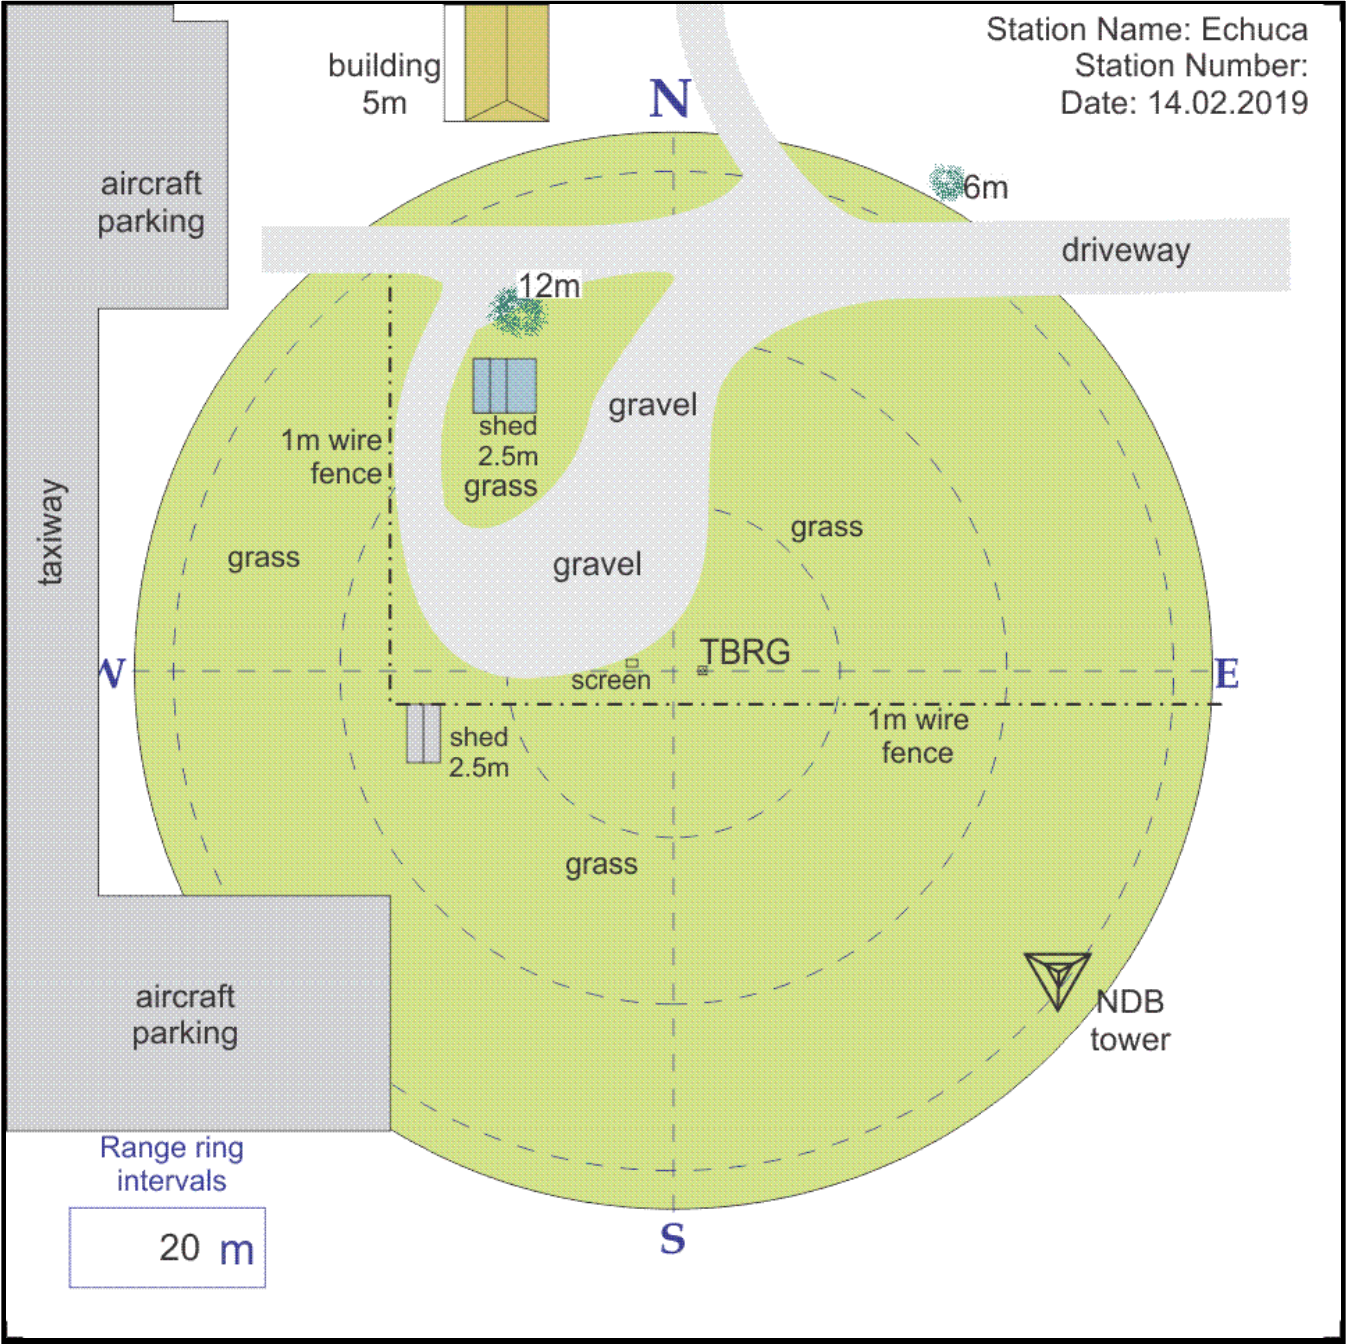 Station Name: Echuca
Station Number:
Date: 14.02.2019
building
5m
N
aircraft
parking
6m
driveway
12m
gravel
shed
2.5m
grass
1m wire
fence
taxiway
grass
grass
gravel
TBRG
W
screen
E
1m wire
fence
shed
2.5m
grass
aircraft
parking
NDB
tower
Range ring
intervals
20 m
S